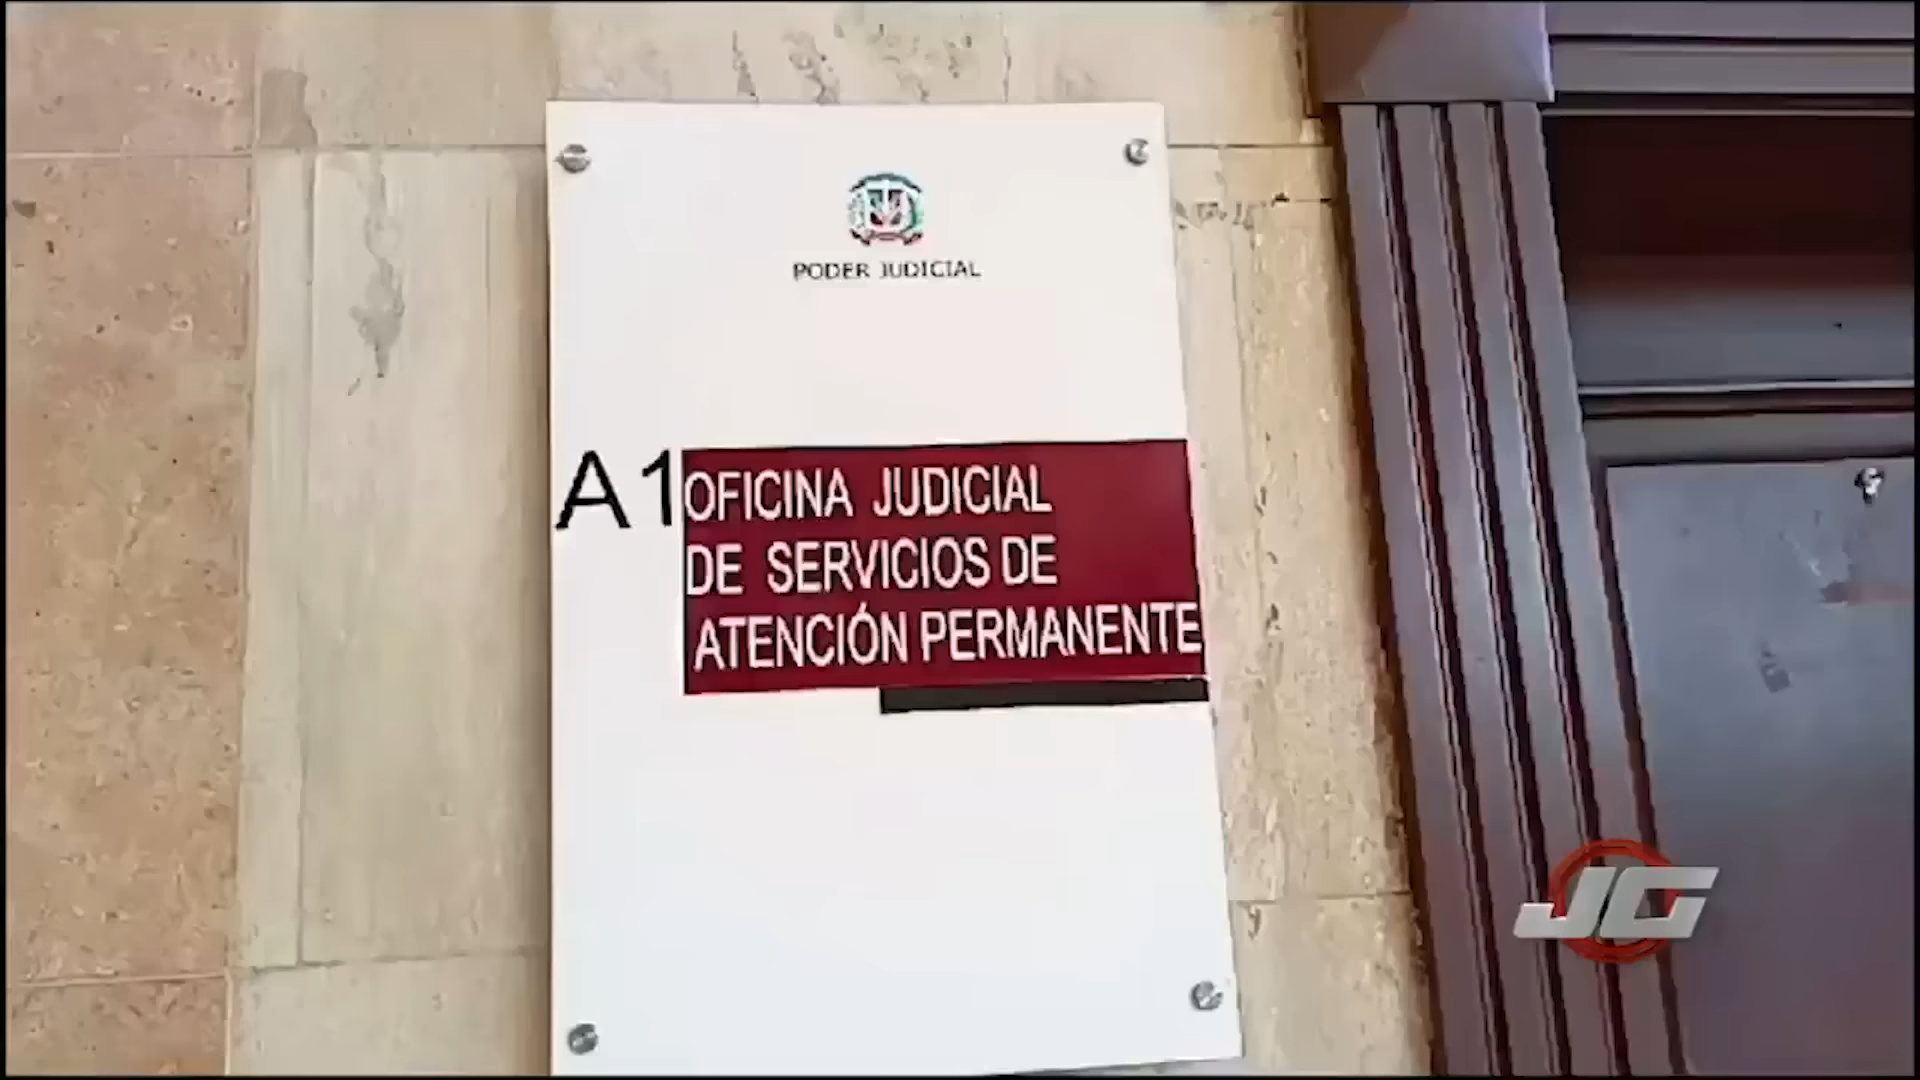 PODER JUDICIAL
A1 OFICINA JUDICIAL
DE SERVICIOS DE
ATENCIÓN PERMANENTE
JG